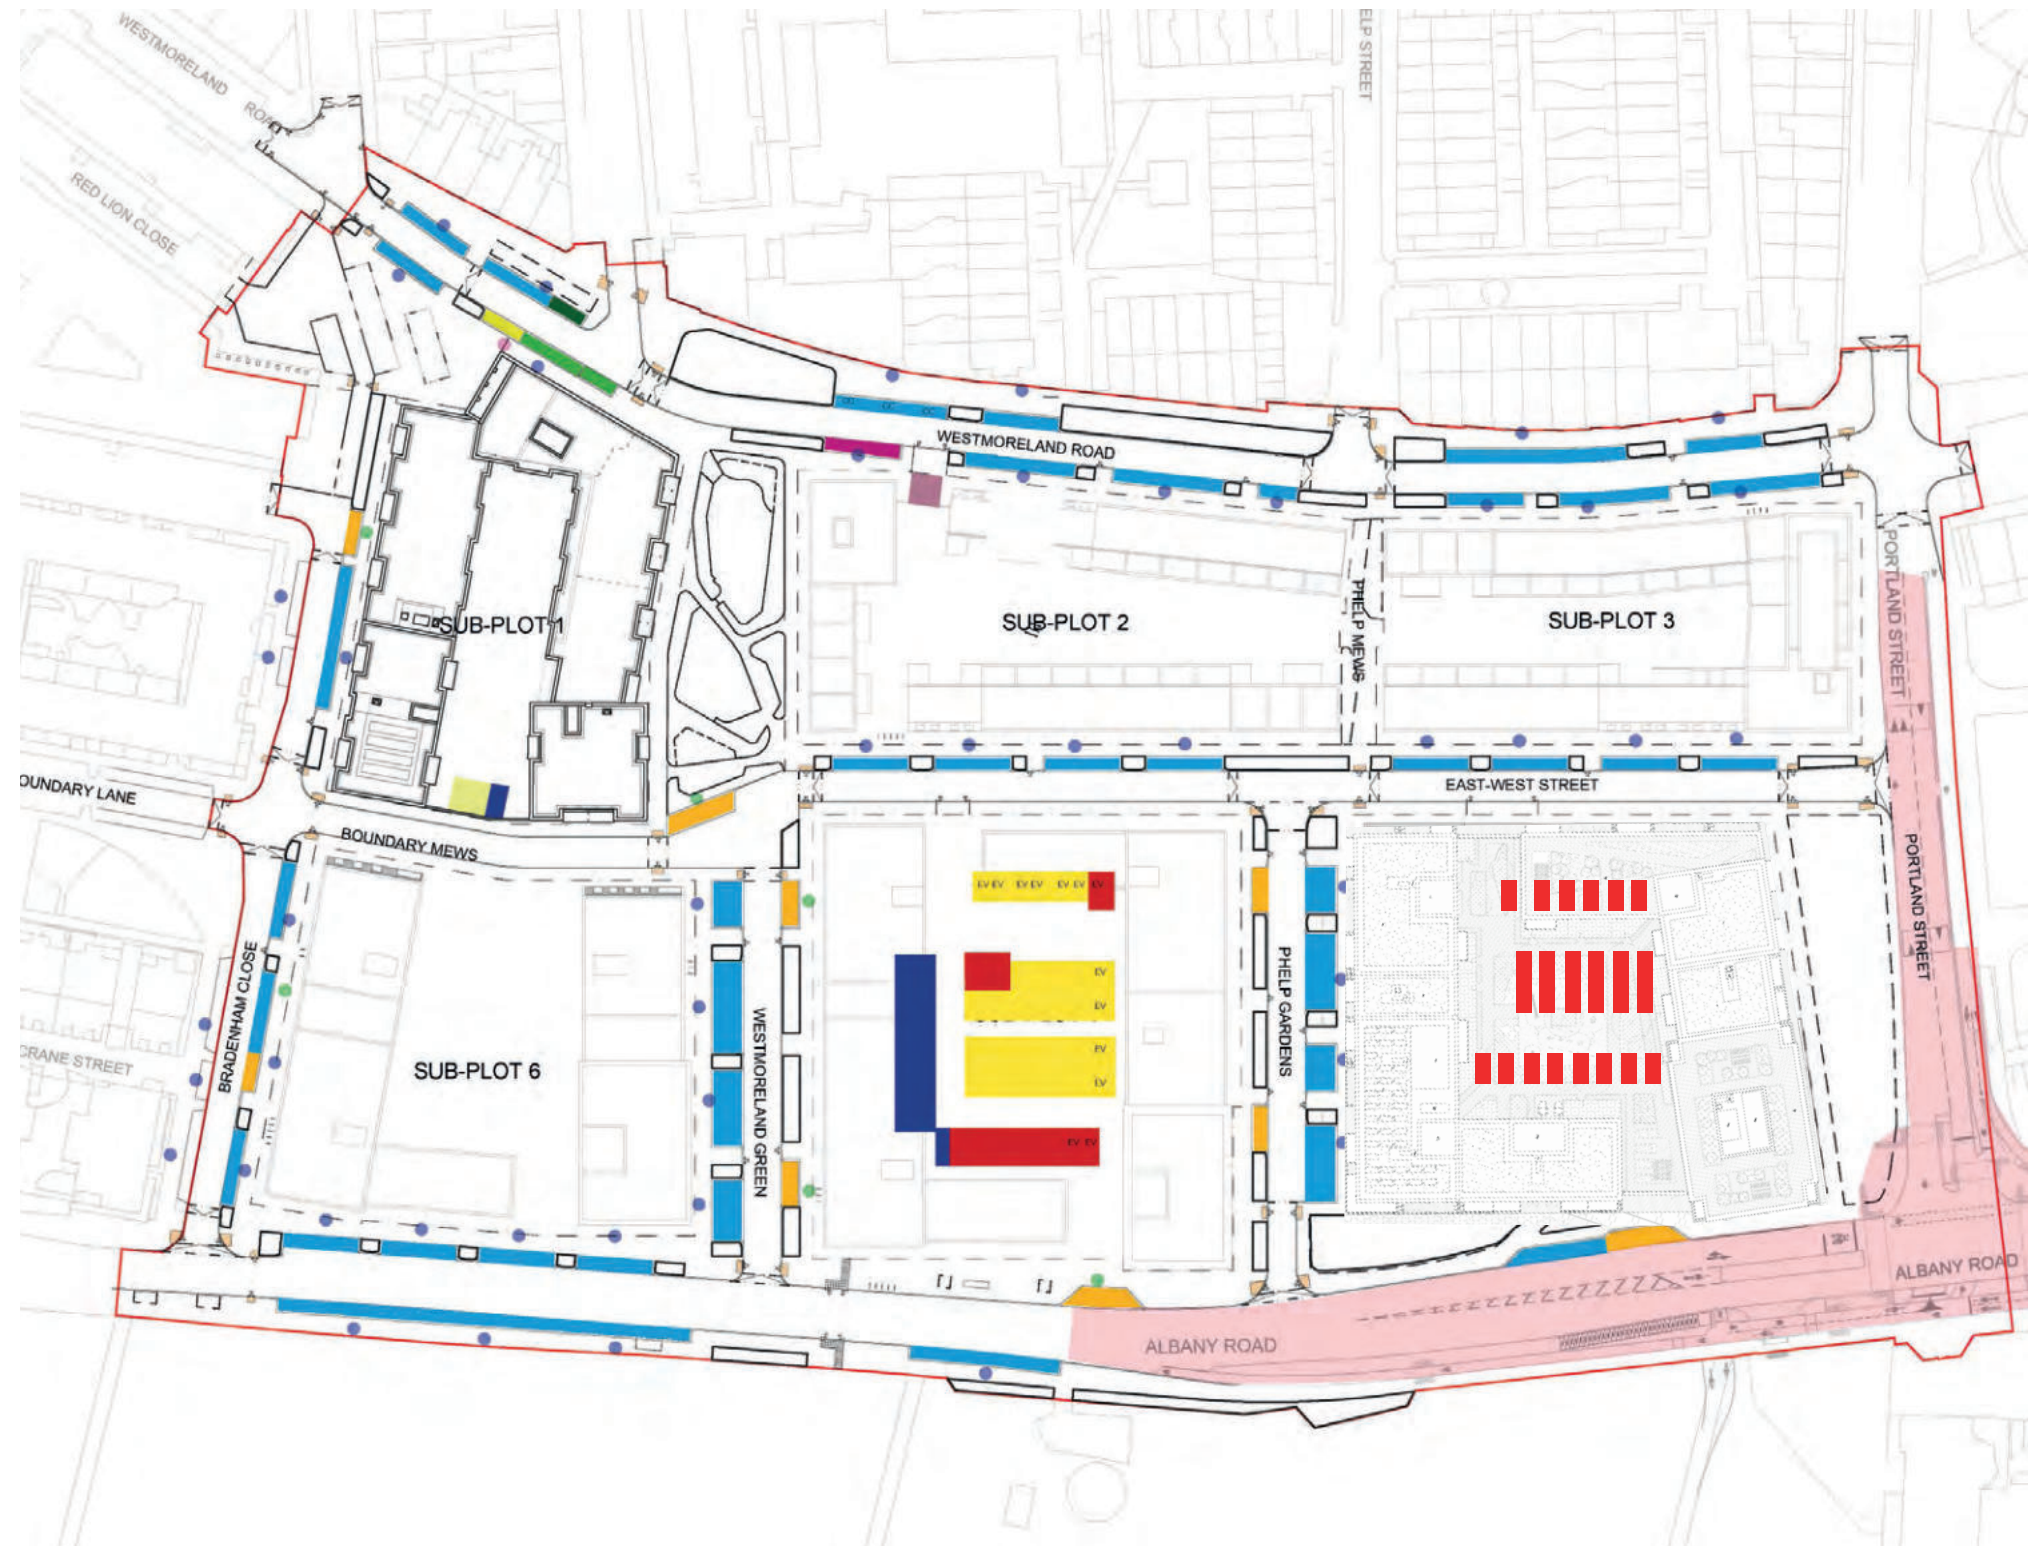 WESTMORELAND ROAD
ELP STREET
RED LION CLOSE
WESTMORELAND ROAD
PORTLAND STREET
SUB-PLOT 1
SUB-PLOT 2
PHELP MEWS
SUB-PLOT 3
OUNDARY LANE
EAST-WEST STREET
BOUNDARY MEWS
PORTLAND STREET
EV EV EV EV EV EV EV
BRADENHAM CLOSE
WESTMORELAND GREEN
PHELP GARDENS
EV
EV
CRANE STREET
SUB-PLOT 6
EV
EV
EV EV
ALBANY ROAD
ALBANY ROAD